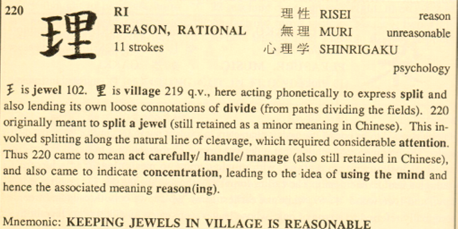 220 理 RI 理性 RISEI reason
REASON, RATIONAL 無理 MURI unreasonable
11 strokes 心理学 SHINRIGAKU
psychology
王 is jewel 102. 里 is village 219 q.v., here acting phonetically to express split and
also lending its own loose connotations of divide (from paths dividing the fields). 220
originally meant to split a jewel (still retained as a minor meaning in Chinese). This in-
volved splitting along the natural line of cleavage, which required considerable attention.
Thus 220 came to mean act carefully/ handle/ manage (also still retained in Chinese),
and also came to indicate concentration, leading to the idea of using the mind and
hence the associated meaning reason(ing).
Mnemonic: KEEPING JEWELS IN VILLAGE IS REASONABLE